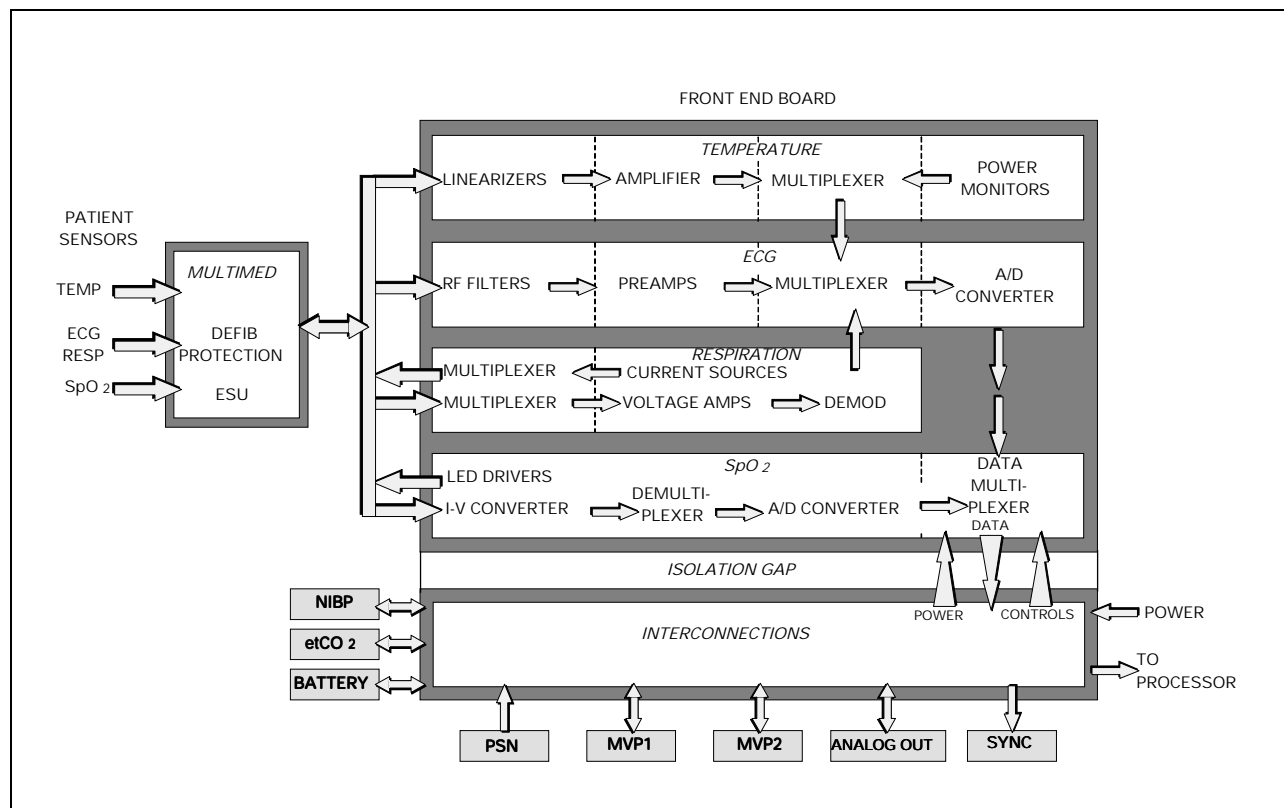 FRONT END BOARD
TEMPERATURE
LINEARIZERS
AMPLIFIER
MULTIPLEXER
POWER
MONITORS
PATIENT
SENSORS
MULTIMED
TEMP
ECG
RESP
SpO 2
DEFIB
PROTECTION
ESU
ECG
RF FILTERS
PREAMPS
MULTIPLEXER
A/D
CONVERTER
RESPIRATION
MULTIPLEXER
CURRENT SOURCES
MULTIPLEXER
VOLTAGE AMPS
DEMOD
SpO 2
LED DRIVERS
I-V CONVERTER
DEMULTI-
PLEXER
A/D CONVERTER
DATA
MULTI-
PLEXER
DATA
ISOLATION GAP
NIBP
etCO 2
BATTERY
POWER
CONTROLS
INTERCONNECTIONS
POWER
TO
PROCESSOR
PSN
MVP1
MVP2
ANALOG OUT
SYNC